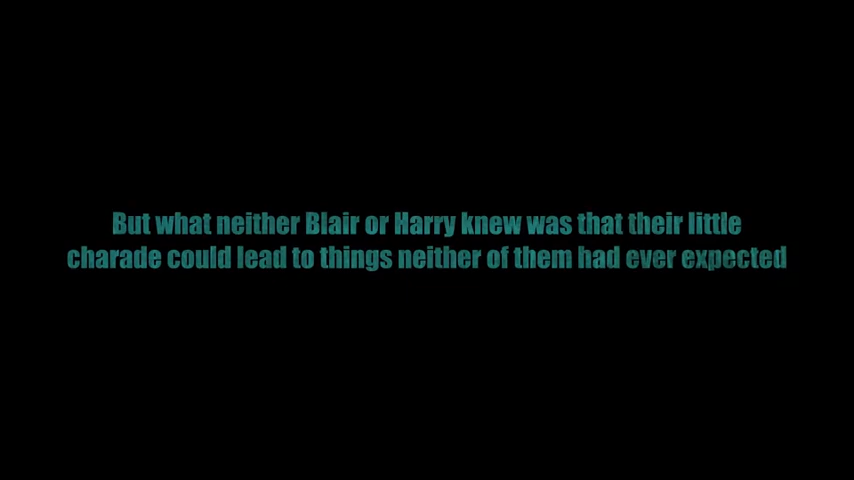 But what neither Blair or Harry knew was that their little
charade could lead to things neither of them had ever expected